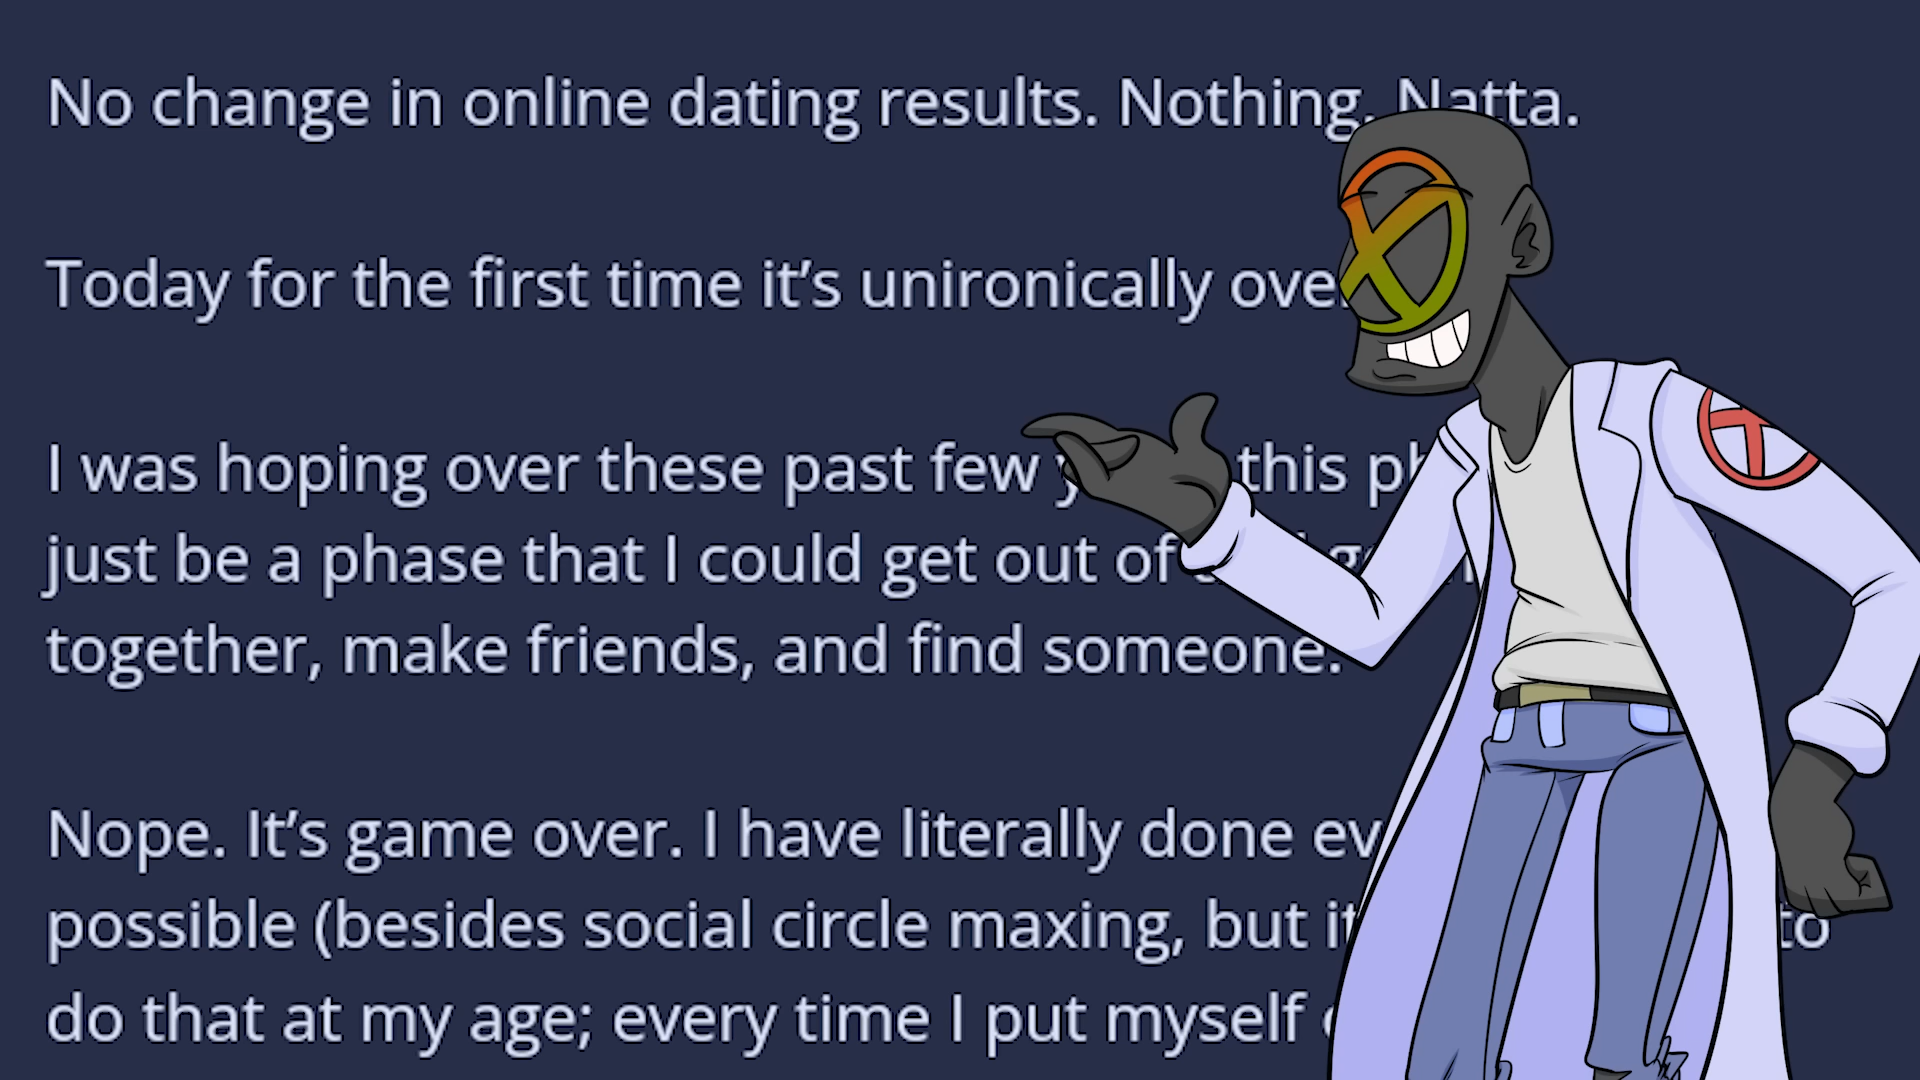 No change in online dating results. Nothing. Natta.
Today for the first time it’s unironically
I was hoping over these past few this
just be a phase that I could get out of
together, make friends, and find someone.
Nope. It’s game over. I have literally done
possible (besides social circle maxing, but to
do that at my age; every time I put myself